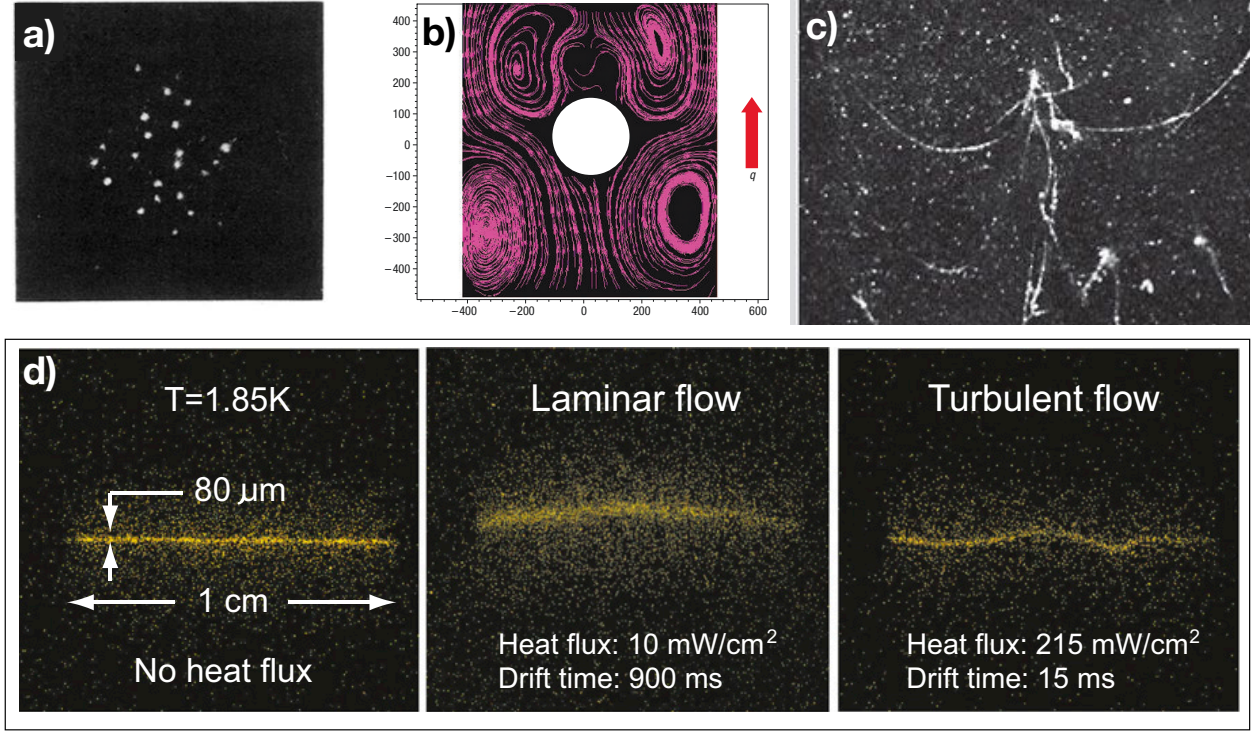 a)
b)
400
300
200
100
0
−100
−200
−300
−400
−400
−200
0
200
400
600
q
c)
d)
T=1.85K
80 μm
1 cm
No heat flux
Laminar flow
Heat flux: 10 mW/cm²
Drift time: 900 ms
Turbulent flow
Heat flux: 215 mW/cm²
Drift time: 15 ms